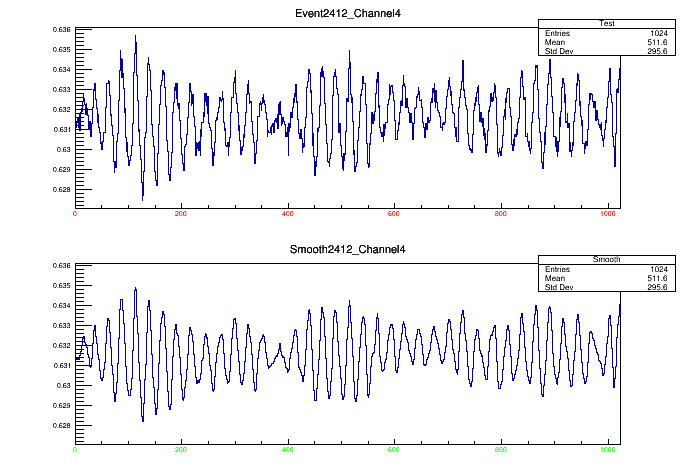 Event2412_Channel4
Test
Entries 1024
Mean 511.6
Std Dev 295.6
0.636
0.635
0.634
0.633
0.632
0.631
0.63
0.629
0.628
0 200 400 600 800 1000
Smooth2412_Channel4
Smooth
Entries 1024
Mean 511.6
Std Dev 295.6
0.636
0.635
0.634
0.633
0.632
0.631
0.63
0.629
0.628
0 200 400 600 800 1000